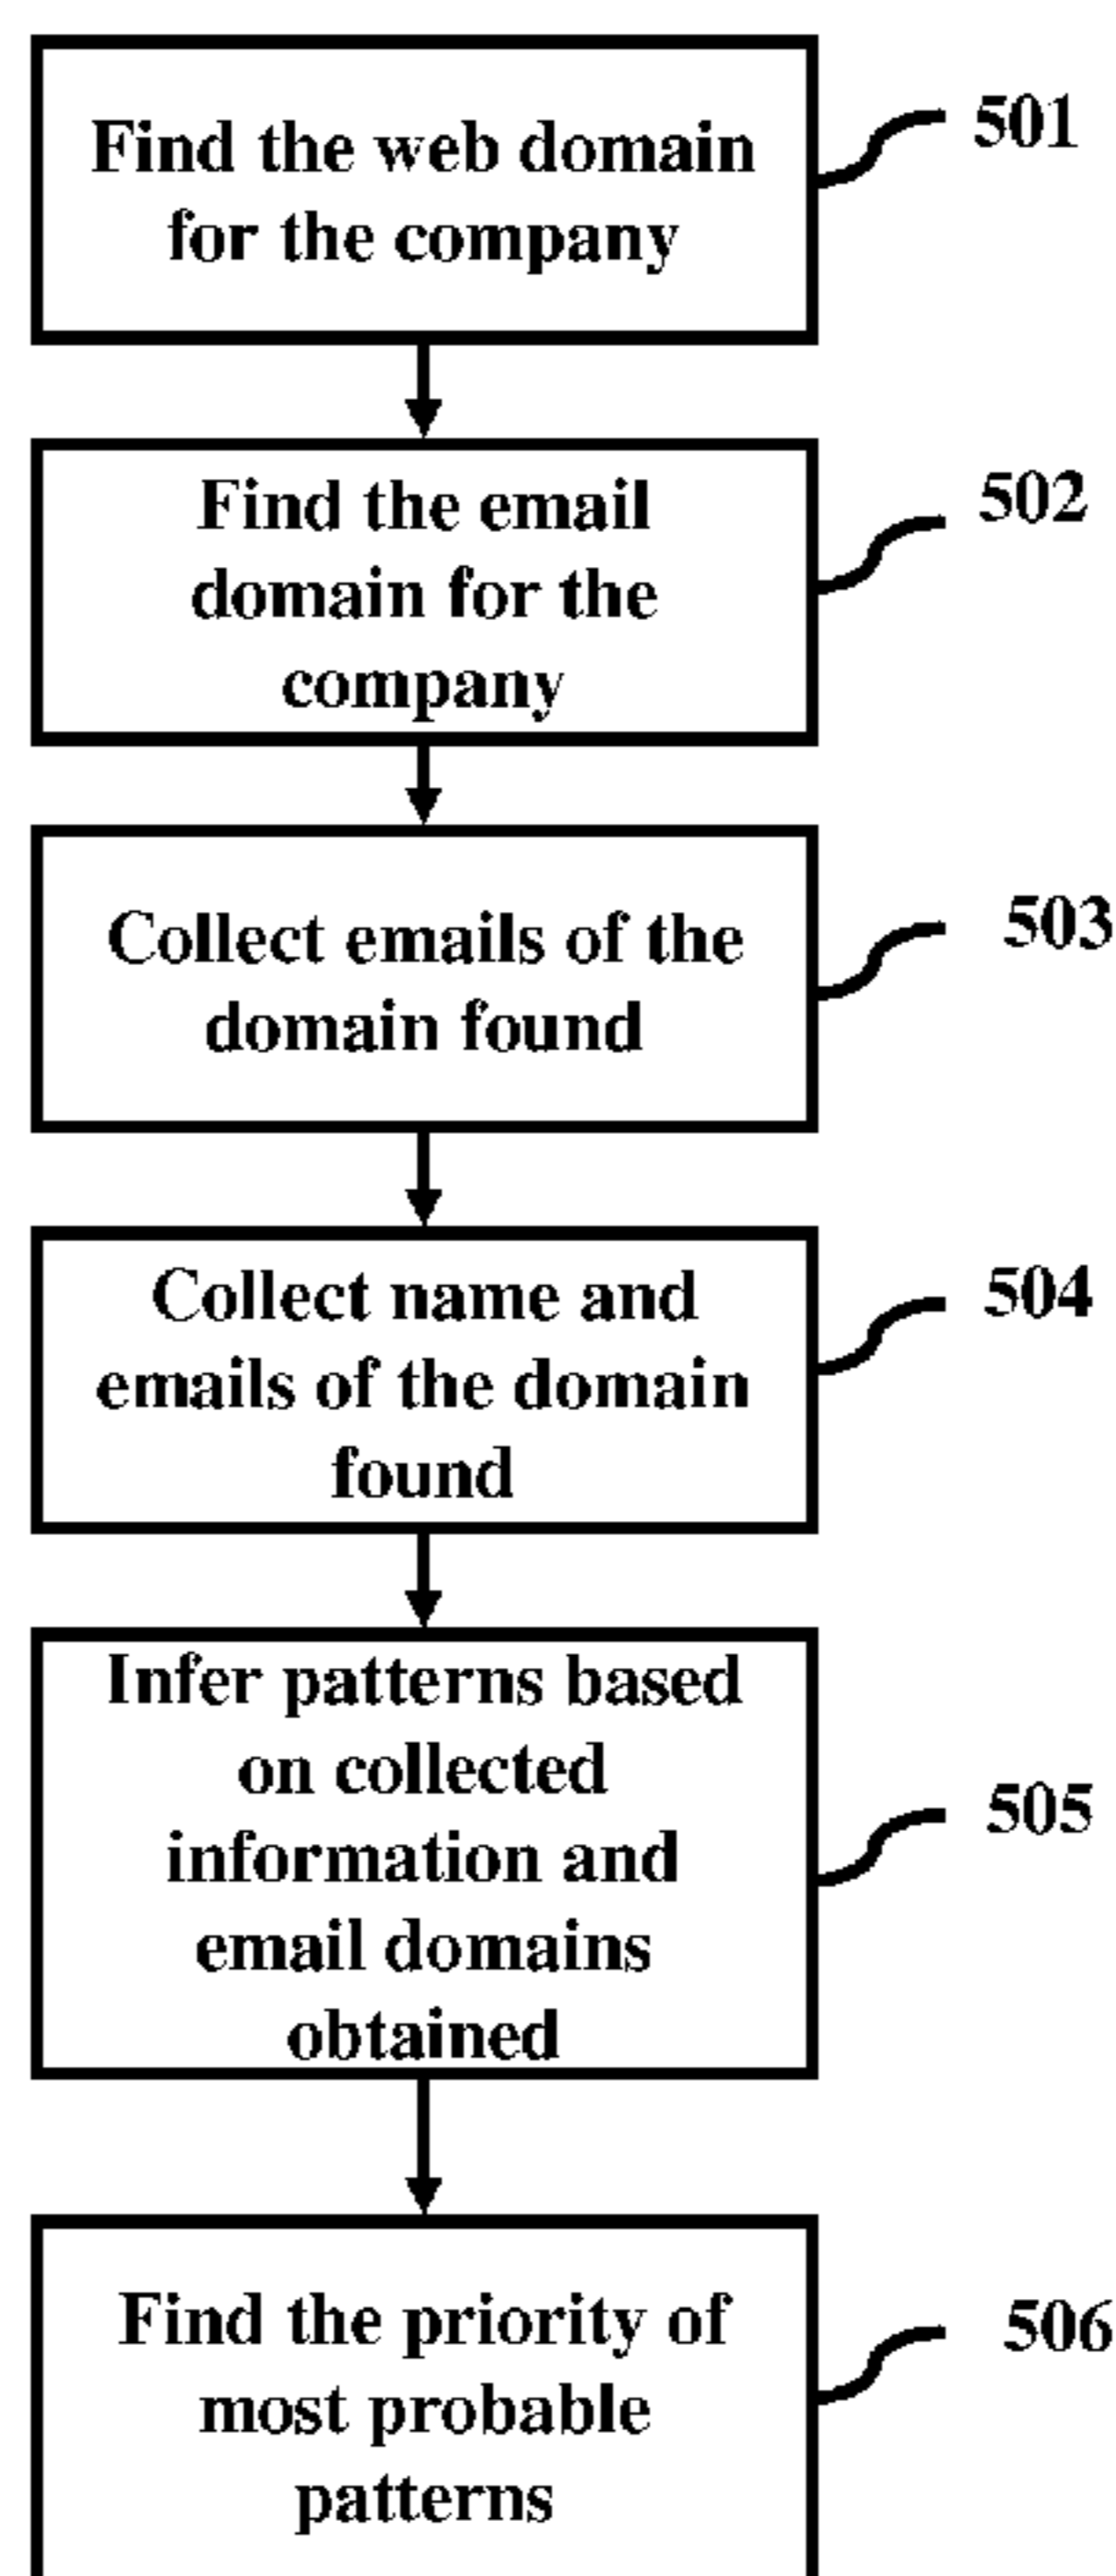 Find the web domain
for the company
501
Find the email
domain for the
company
502
Collect emails of the
domain found
503
Collect name and
emails of the domain
found
504
Infer patterns based
on collected
information and
email domains
obtained
505
Find the priority of
most probable
patterns
506